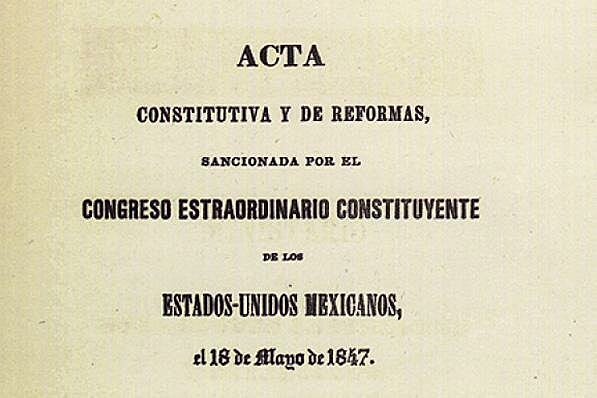 ACTA
CONSTITUTIVA Y DE REFORMAS,
SANCIONADA POR EL
CONGRESO ESTRAORDINARIO CONSTITUYENTE
DE LOS
ESTADOS-UNIDOS MEXICANOS,
el 18 de Mayo de 1847.